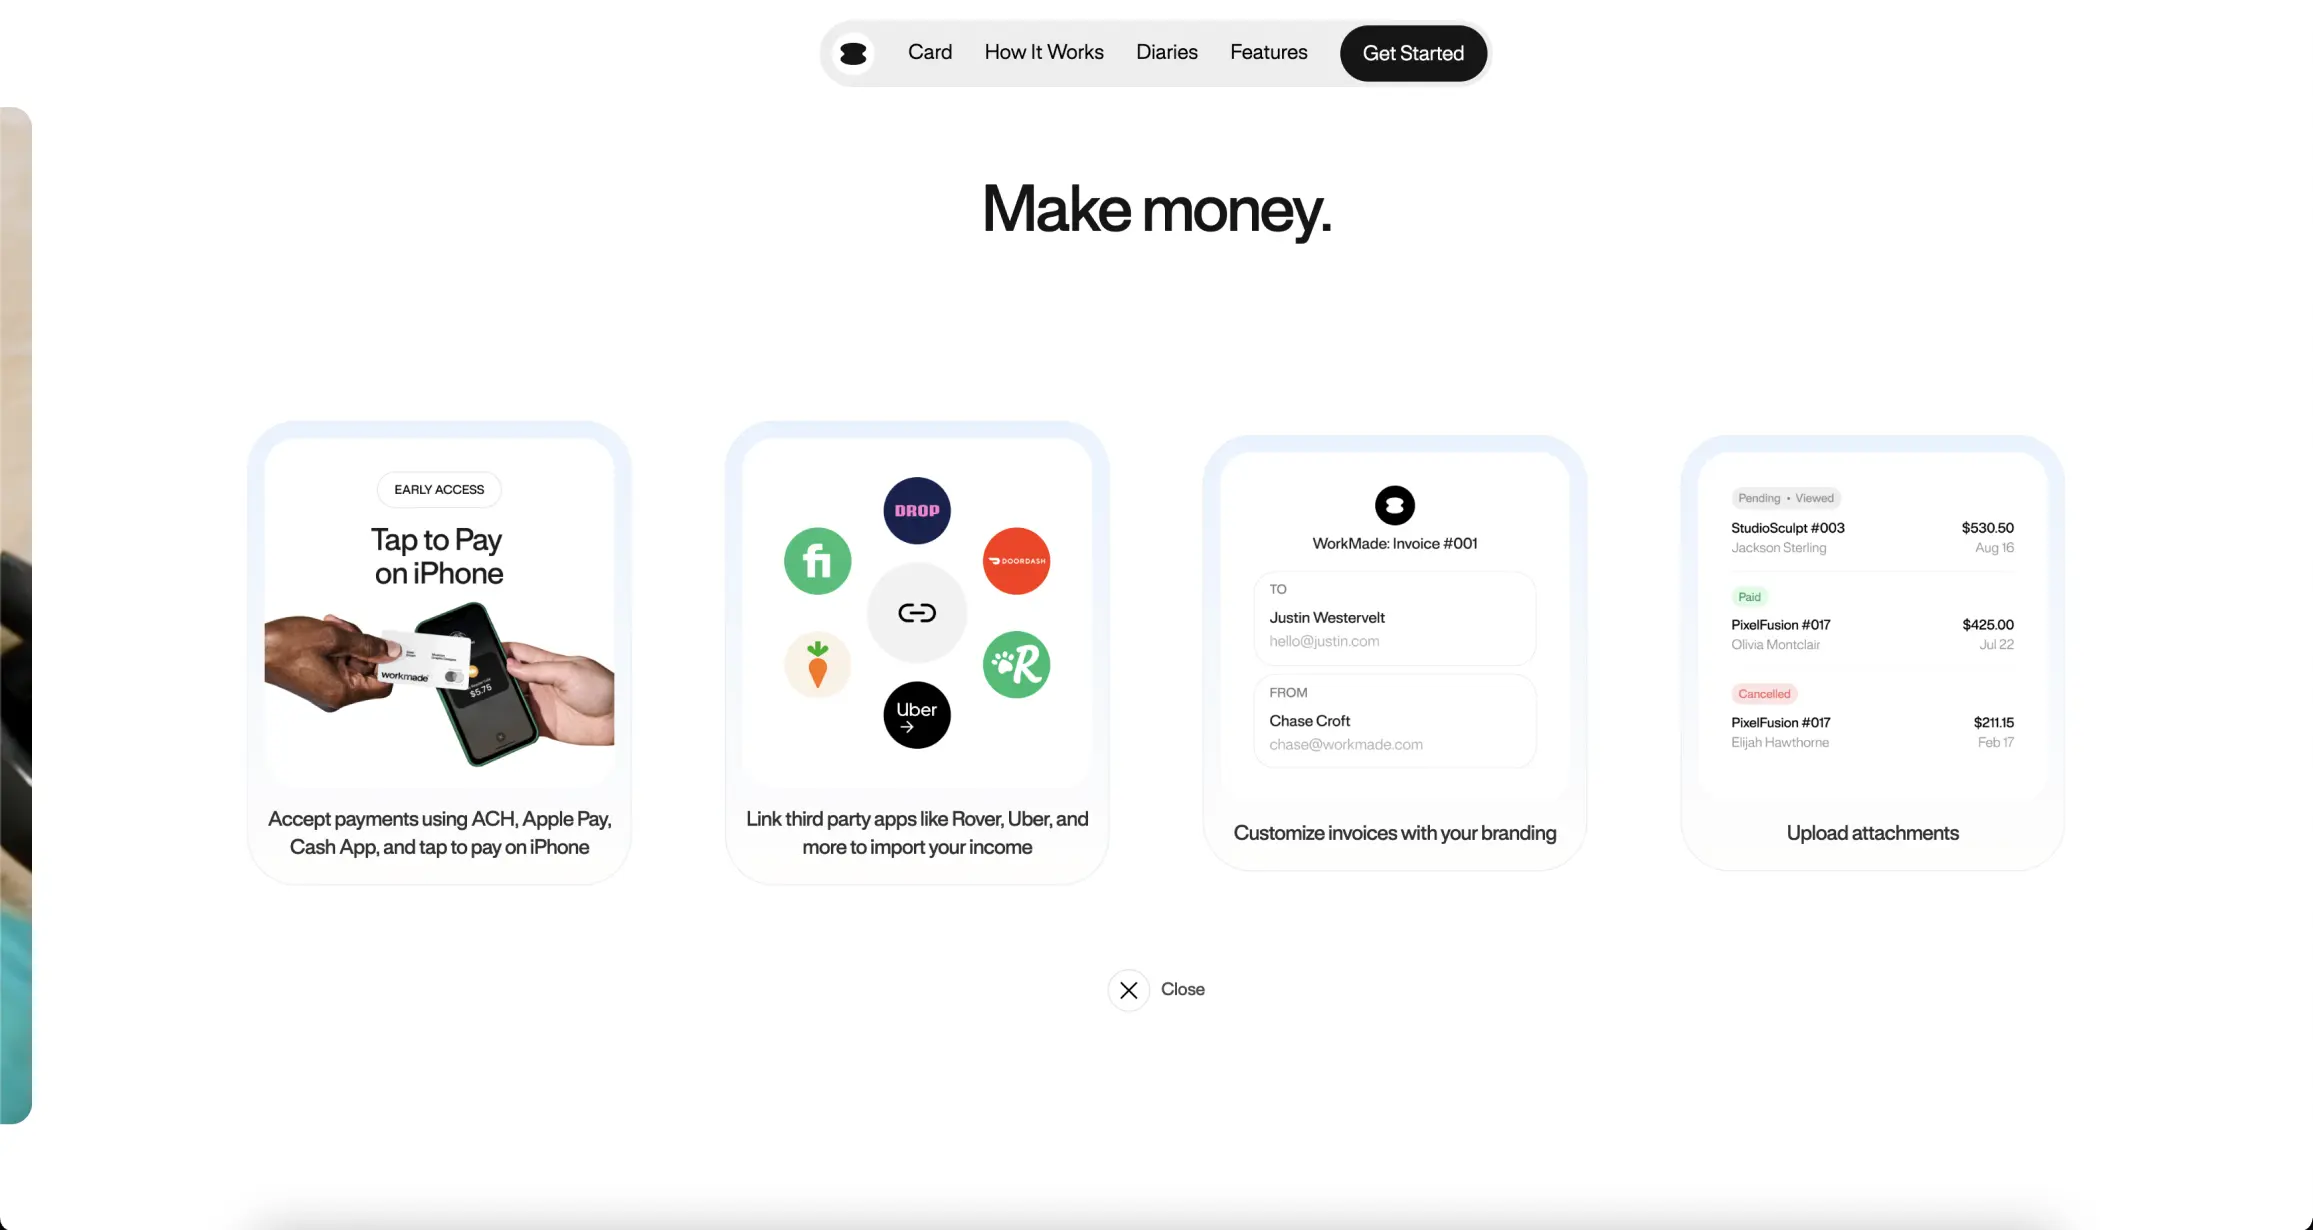 Card
How It Works
Diaries
Features
Get Started
Make money.
EARLY ACCESS
Tap to Pay
on iPhone
workmade
$5.75
Accept payments using ACH, Apple Pay,
Cash App, and tap to pay on iPhone
DROP
fi
DOORDASH
R
Uber
Link third party apps like Rover, Uber, and
more to import your income
WorkMade: Invoice #001
TO
Justin Westervelt
hello@justin.com
FROM
Chase Croft
chase@workmade.com
Customize invoices with your branding
Pending • Viewed
StudioSculpt #003 $530.50
Jackson Sterling Aug 16
Paid
PixelFusion #017 $425.00
Olivia Montclair Jul 22
Cancelled
PixelFusion #017 $211.15
Elijah Hawthorne Feb 17
Upload attachments
Close